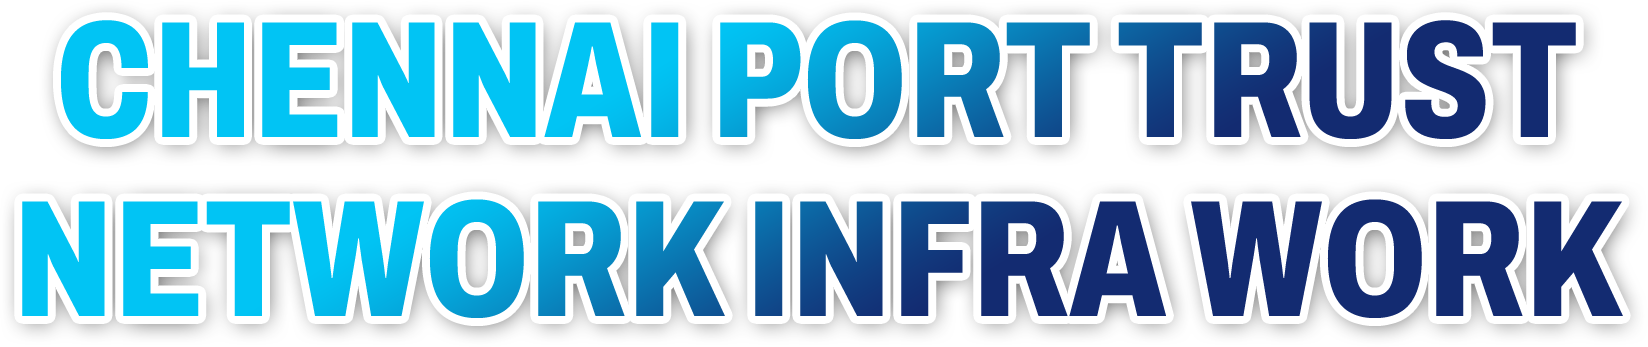 CHENNAI PORT TRUST
NETWORK INFRA WORK